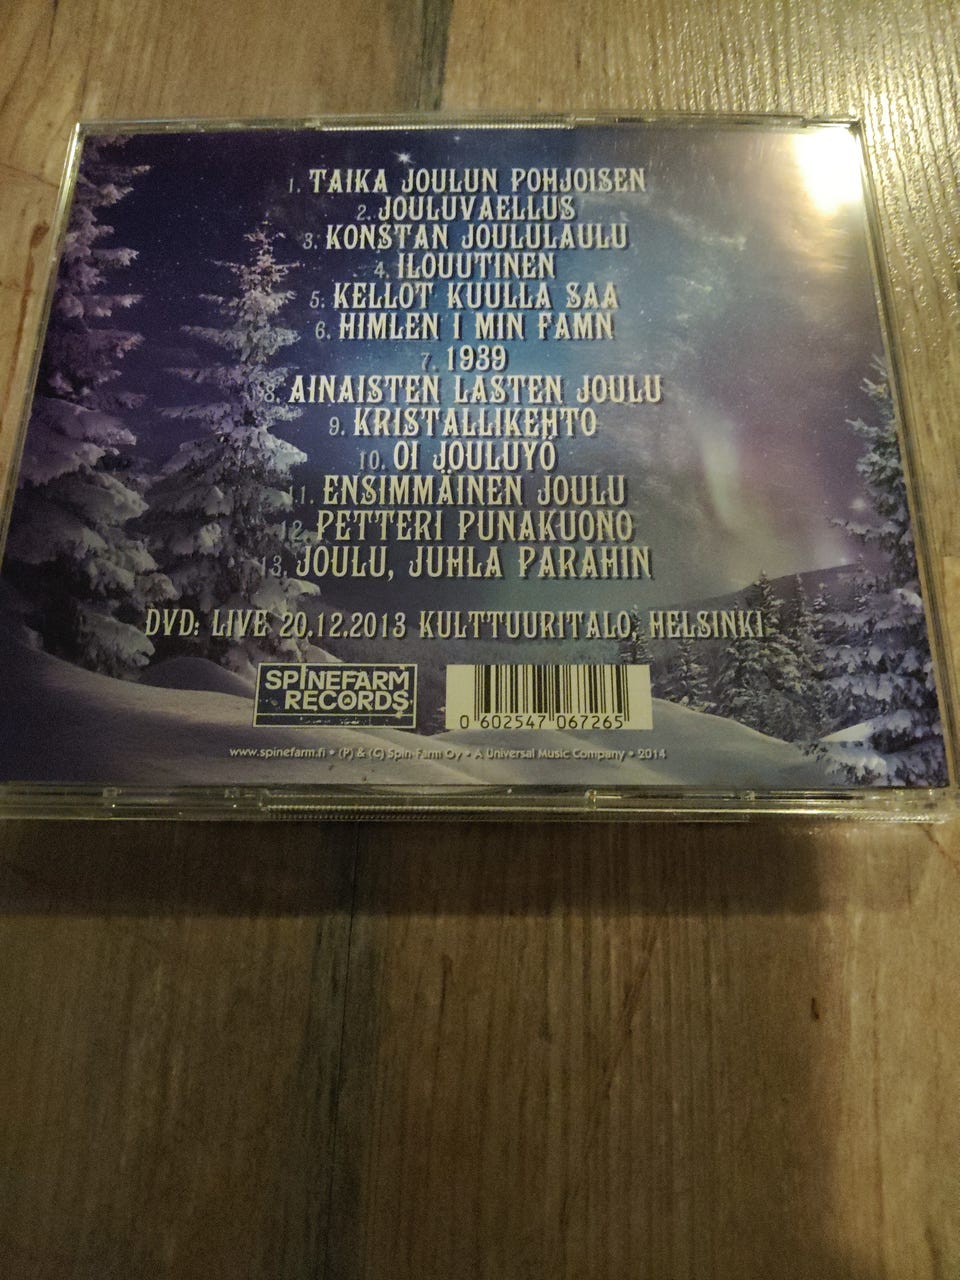 1. TAIKA JOULUN POHJOISEN
2. JOULUVAELLUS
3. KONSTAN JOULULAULU
4. ILOUUTINEN
5. KELLOT KUULLA SAA
6. HIMLEN I MIN FAMN
7. 1939
8. AINAISTEN LASTEN JOULU
9. KRISTALLIKEHTO
10. OI JOULUYÖ
11. ENSIMMÄINEN JOULU
12. PETTERI PUNAKUONO
13. JOULU, JUHLA PARAHIN
DVD: LIVE 20.12.2013 KULTTUURITALO, HELSINKI
SPINEFARM
RECORDS
0 602547 067265
www.spinefarm.fi • (P) & (C) Spin-Farm Oy • A Universal Music Company • 2014